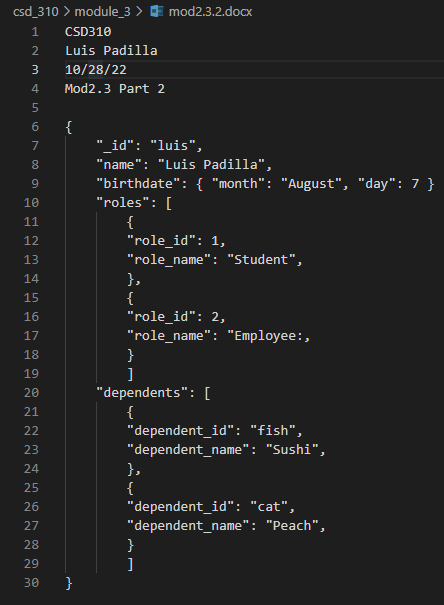 csd_310 > module_3 > mod2.3.2.docx
1 CSD310
2 Luis Padilla
3 10/28/22
4 Mod2.3 Part 2
5
6 {
7     "_id": "luis",
8     "name": "Luis Padilla",
9     "birthdate": { "month": "August", "day": 7 }
10     "roles": [
11         {
12         "role_id": 1,
13         "role_name": "Student",
14         },
15         {
16         "role_id": 2,
17         "role_name": "Employee:,
18         }
19         ]
20     "dependents": [
21         {
22         "dependent_id": "fish",
23         "dependent_name": "Sushi",
24         },
25         {
26         "dependent_id": "cat",
27         "dependent_name": "Peach",
28         }
29         ]
30 }